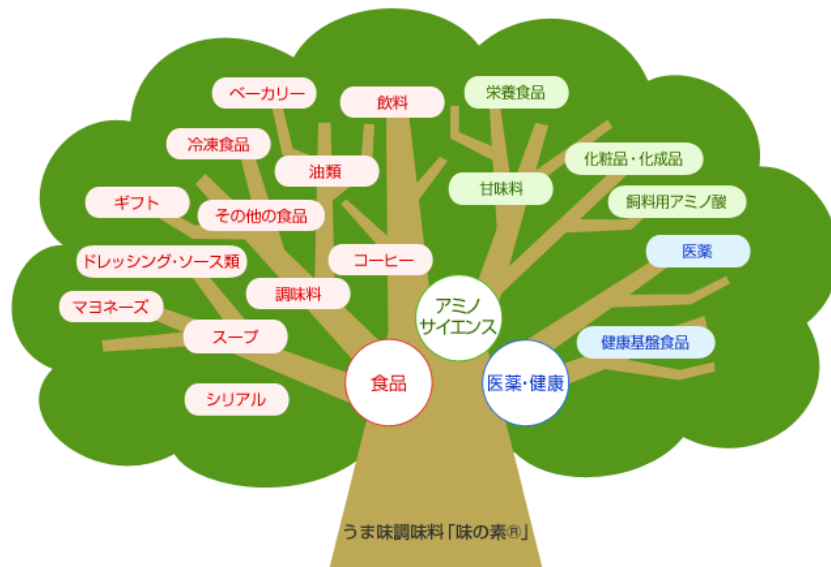 ベーカリー
飲料
栄養食品
冷凍食品
油類
化粧品・化成品
甘味料
ギフト
その他の食品
飼料用アミノ酸
ドレッシング・ソース類
コーヒー
医薬
マヨネーズ
調味料
アミノ
サイエンス
スープ
健康基盤食品
食品
医薬・健康
シリアル
うま味調味料「味の素®」